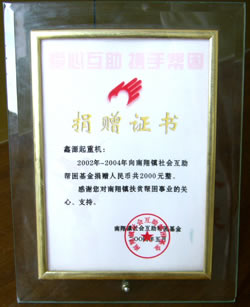 爱心互助 携手帮困
捐赠证书
鑫源起重机：
2002年-2004年向南翔镇社会互助
帮困基金捐赠人民币共2000元整。
感谢您对南翔镇扶贫帮困事业的关
心、支持。
南翔镇社会互助帮困基金